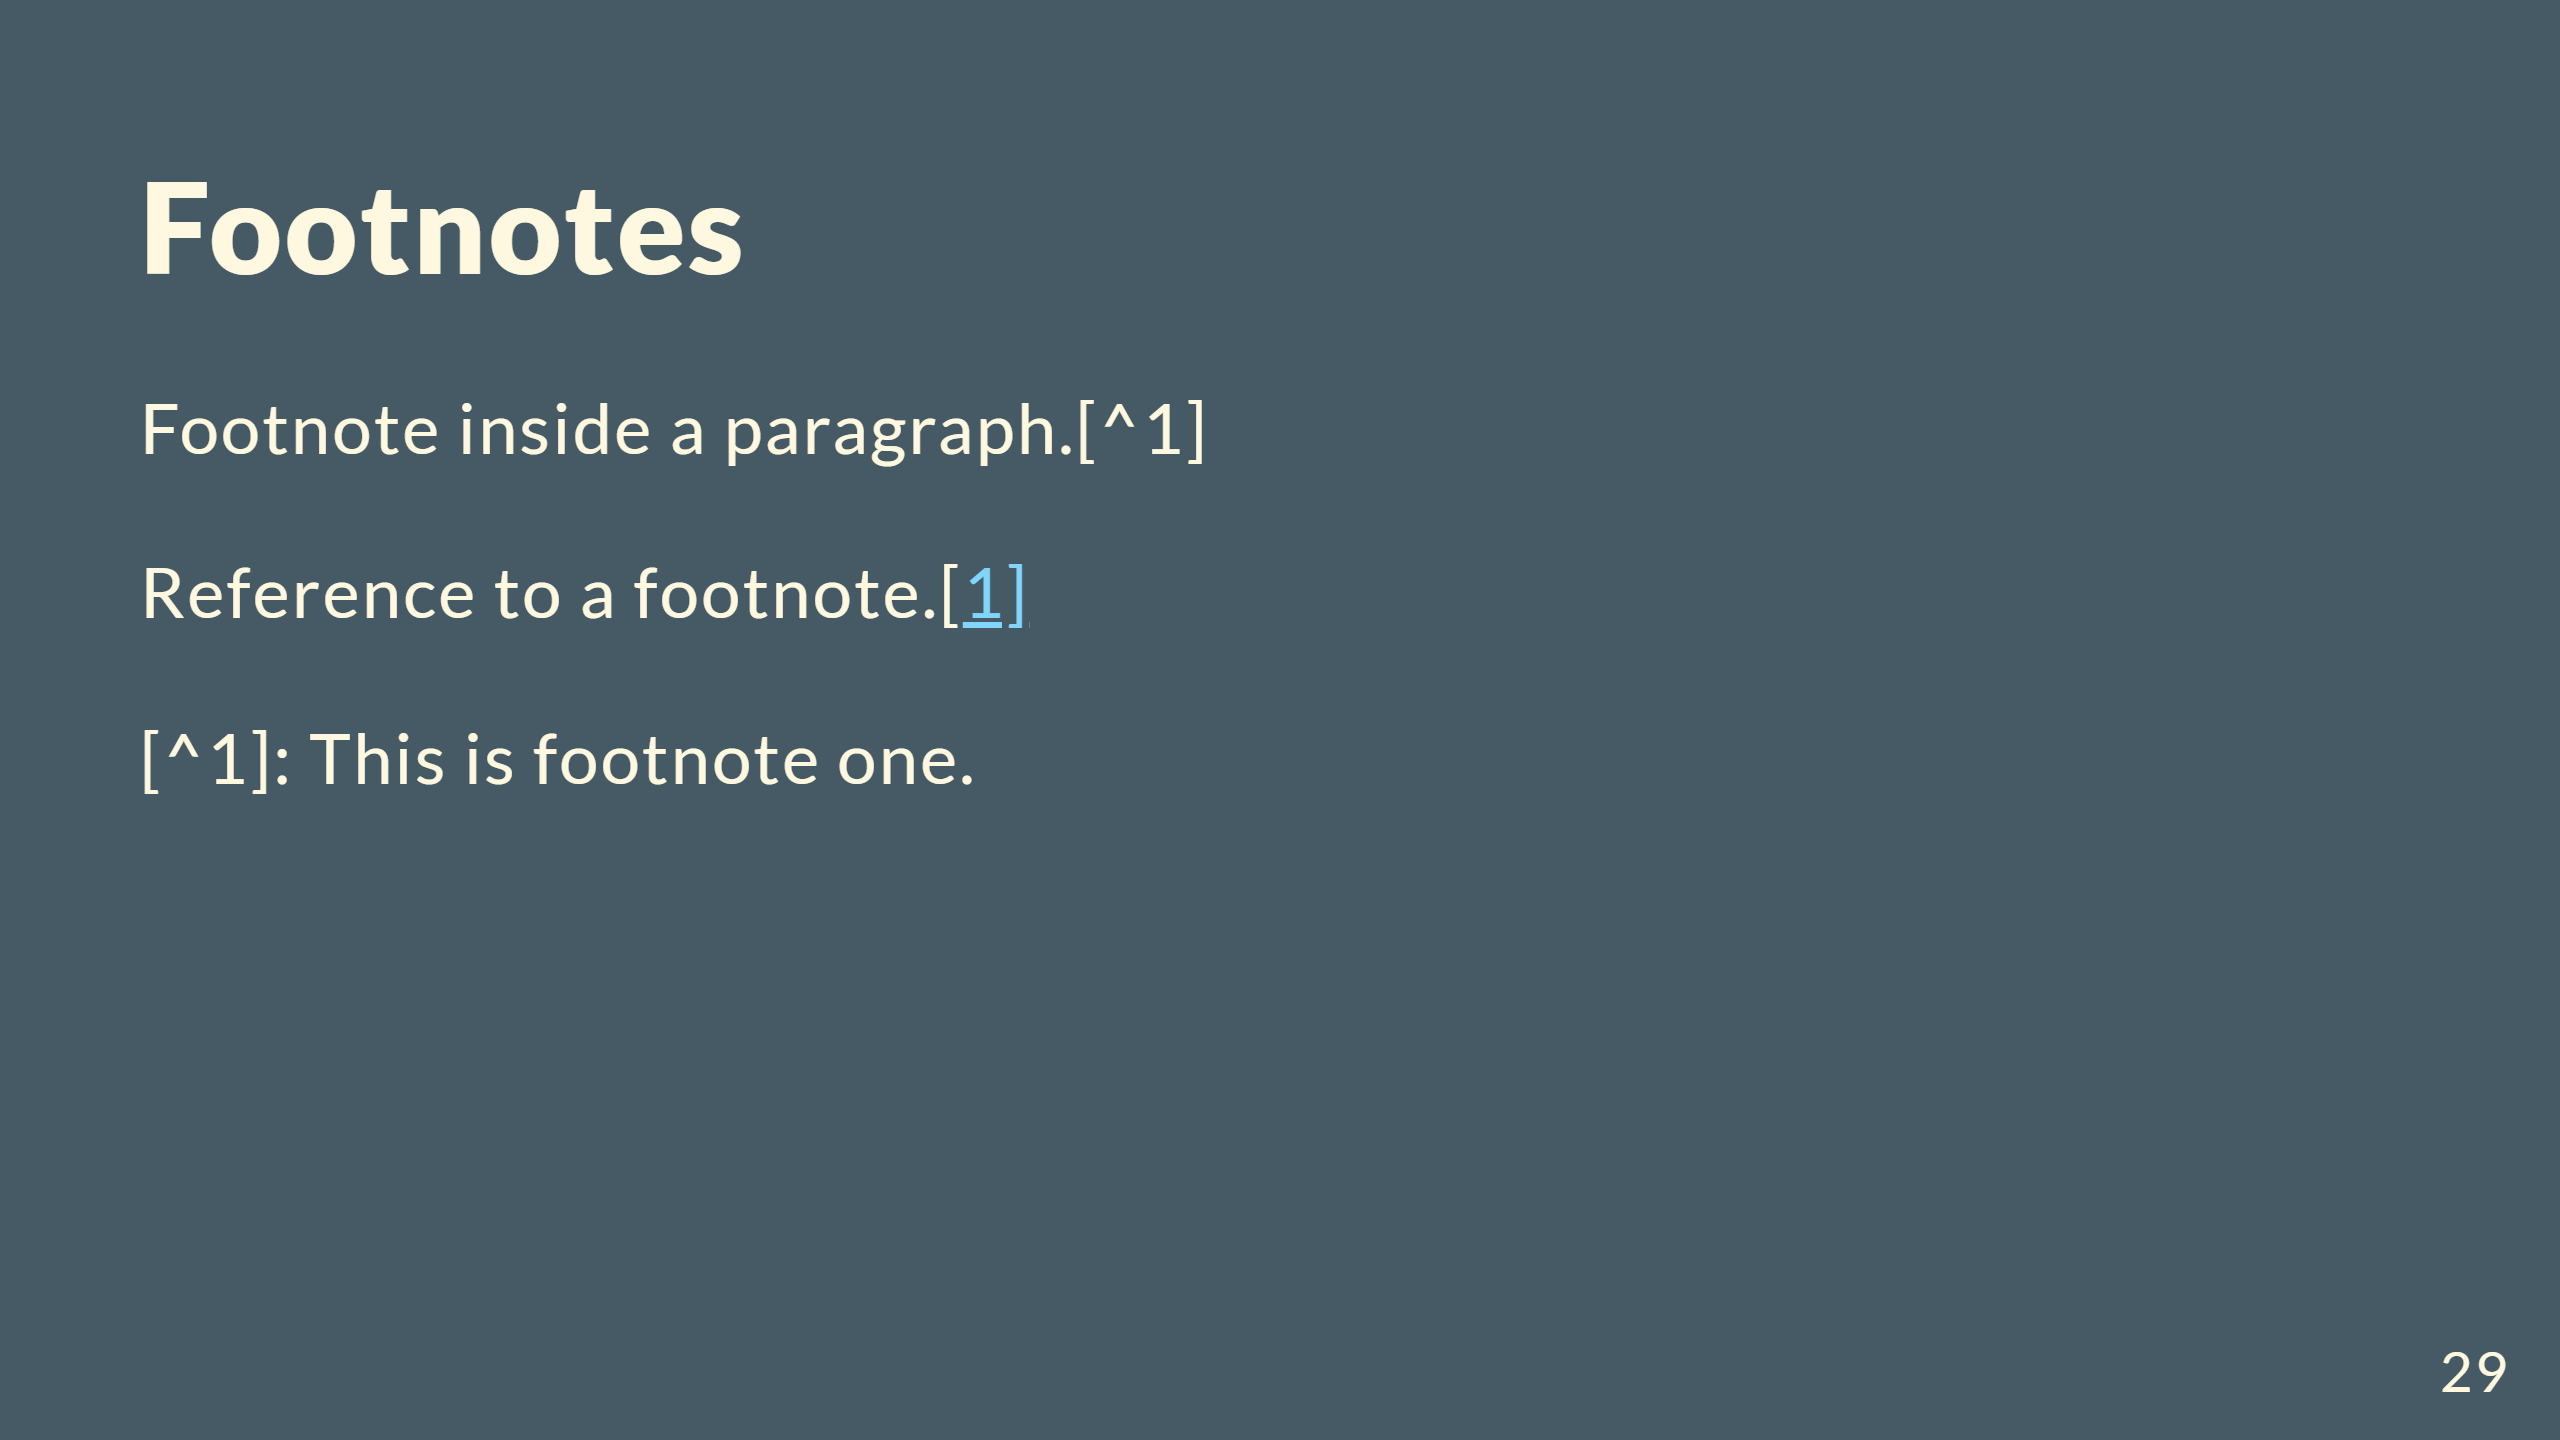 Footnotes
Footnote inside a paragraph.[^1]
Reference to a footnote.[1]
[^1]: This is footnote one.
29